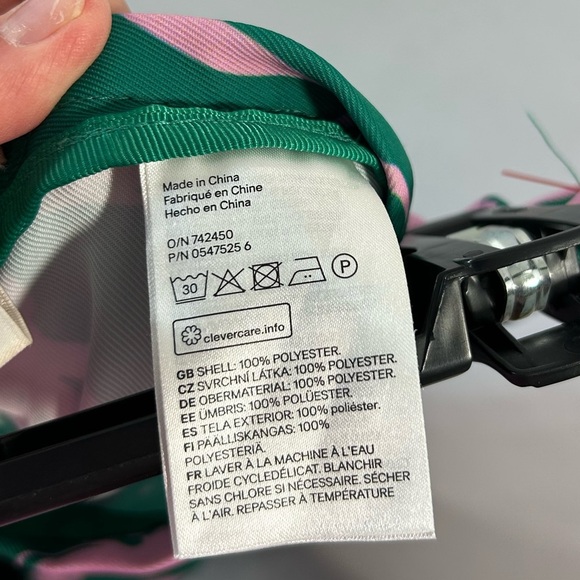 Made in China
Fabriqué en Chine
Hecho en China
O/N 742450
P/N 0547525 6
30 P
clevercare.info
GB SHELL: 100% POLYESTER.
CZ SVRCHNÍ LÁTKA: 100% POLYESTER.
DE OBERMATERIAL: 100% POLYESTER.
EE ÜMBRIS: 100% POLÜESTER.
ES TELA EXTERIOR: 100% poliéster.
FI PÄÄLLISKANGAS: 100%
POLYESTERIÄ.
FR LAVER À LA MACHINE À L'EAU
FROIDE CYCLEDÉLICAT. BLANCHIR
SANS CHLORE SI NÉCESSAIRE. SÉCHER
À L'AIR. REPASSER À TEMPÉRATURE